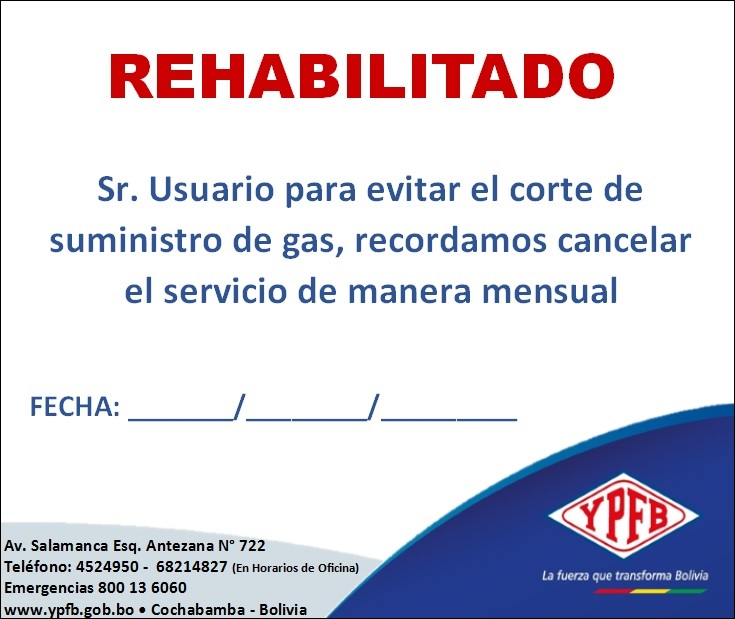 REHABILITADO
Sr. Usuario para evitar el corte de
suministro de gas, recordamos cancelar
el servicio de manera mensual
FECHA: _______/________/_________
YPFB
La fuerza que transforma Bolivia
Av. Salamanca Esq. Antezana N° 722
Teléfono: 4524950 - 68214827 (En Horarios de Oficina)
Emergencias 800 13 6060
www.ypfb.gob.bo • Cochabamba - Bolivia